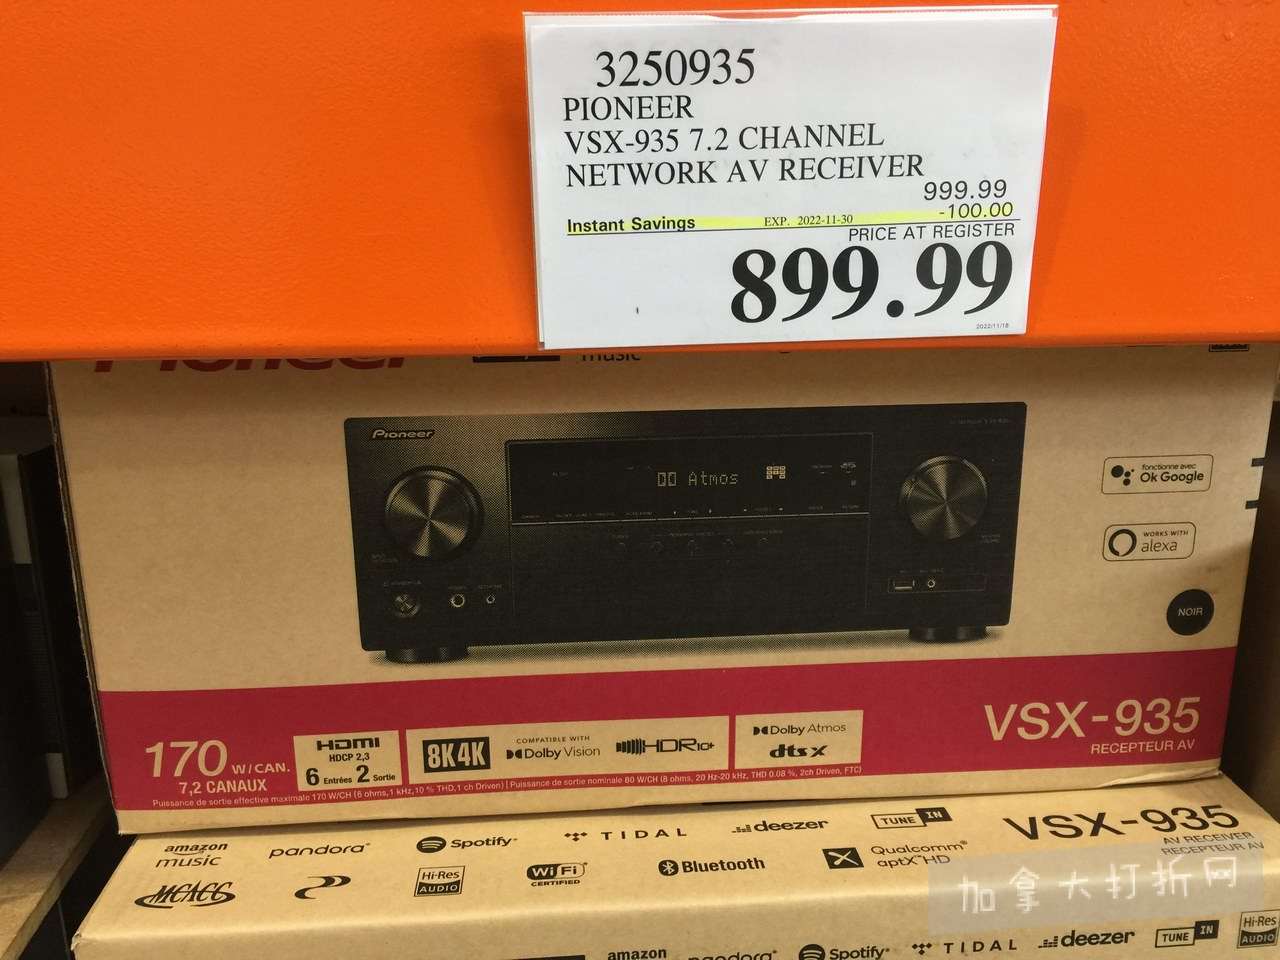 3250935
PIONEER
VSX-935 7.2 CHANNEL
NETWORK AV RECEIVER
999.99
Instant Savings EXP. 2022-11-30 -100.00
PRICE AT REGISTER
899.99
2022/11/18
Pioneer
music
Pioneer
DD Atmos
fonctionne avec
Ok Google
WORKS WITH
alexa
NOIR
VSX-935
RECEPTEUR AV
170 W/CAN.
7,2 CANAUX
HDMI
HDCP 2,3
6 Entrées 2 Sortie
8K4K
COMPATIBLE WITH
Dolby Vision
HDR10+
Dolby Atmos
dts X
Puissance de sortie effective maximale 170 W/CH (6 ohms,1 kHz,10 % THD,1 ch Driven) | Puissance de sortie nominale 80 W/CH (8 ohms, 20 Hz-20 kHz, THD 0.08 %, 2ch Driven, FTC)
amazon music
pandora
Spotify
TIDAL
deezer
TUNE IN
VSX-935
AV RECEIVER
RECEPTEUR AV
MCACC
Hi-Res AUDIO
Wi Fi CERTIFIED
Bluetooth
Qualcomm aptX HD
加拿大打折网
amazon
pandora
Spotify
TIDAL
deezer
TUNE IN
Hi-Res AUDIO